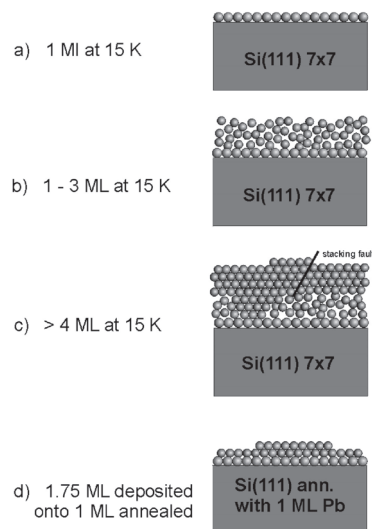 a) 1 Ml at 15 K
Si(111) 7x7
b) 1 - 3 ML at 15 K
Si(111) 7x7
stacking faul
c) > 4 ML at 15 K
Si(111) 7x7
d) 1.75 ML deposited
onto 1 ML annealed
Si(111) ann.
with 1 ML Pb